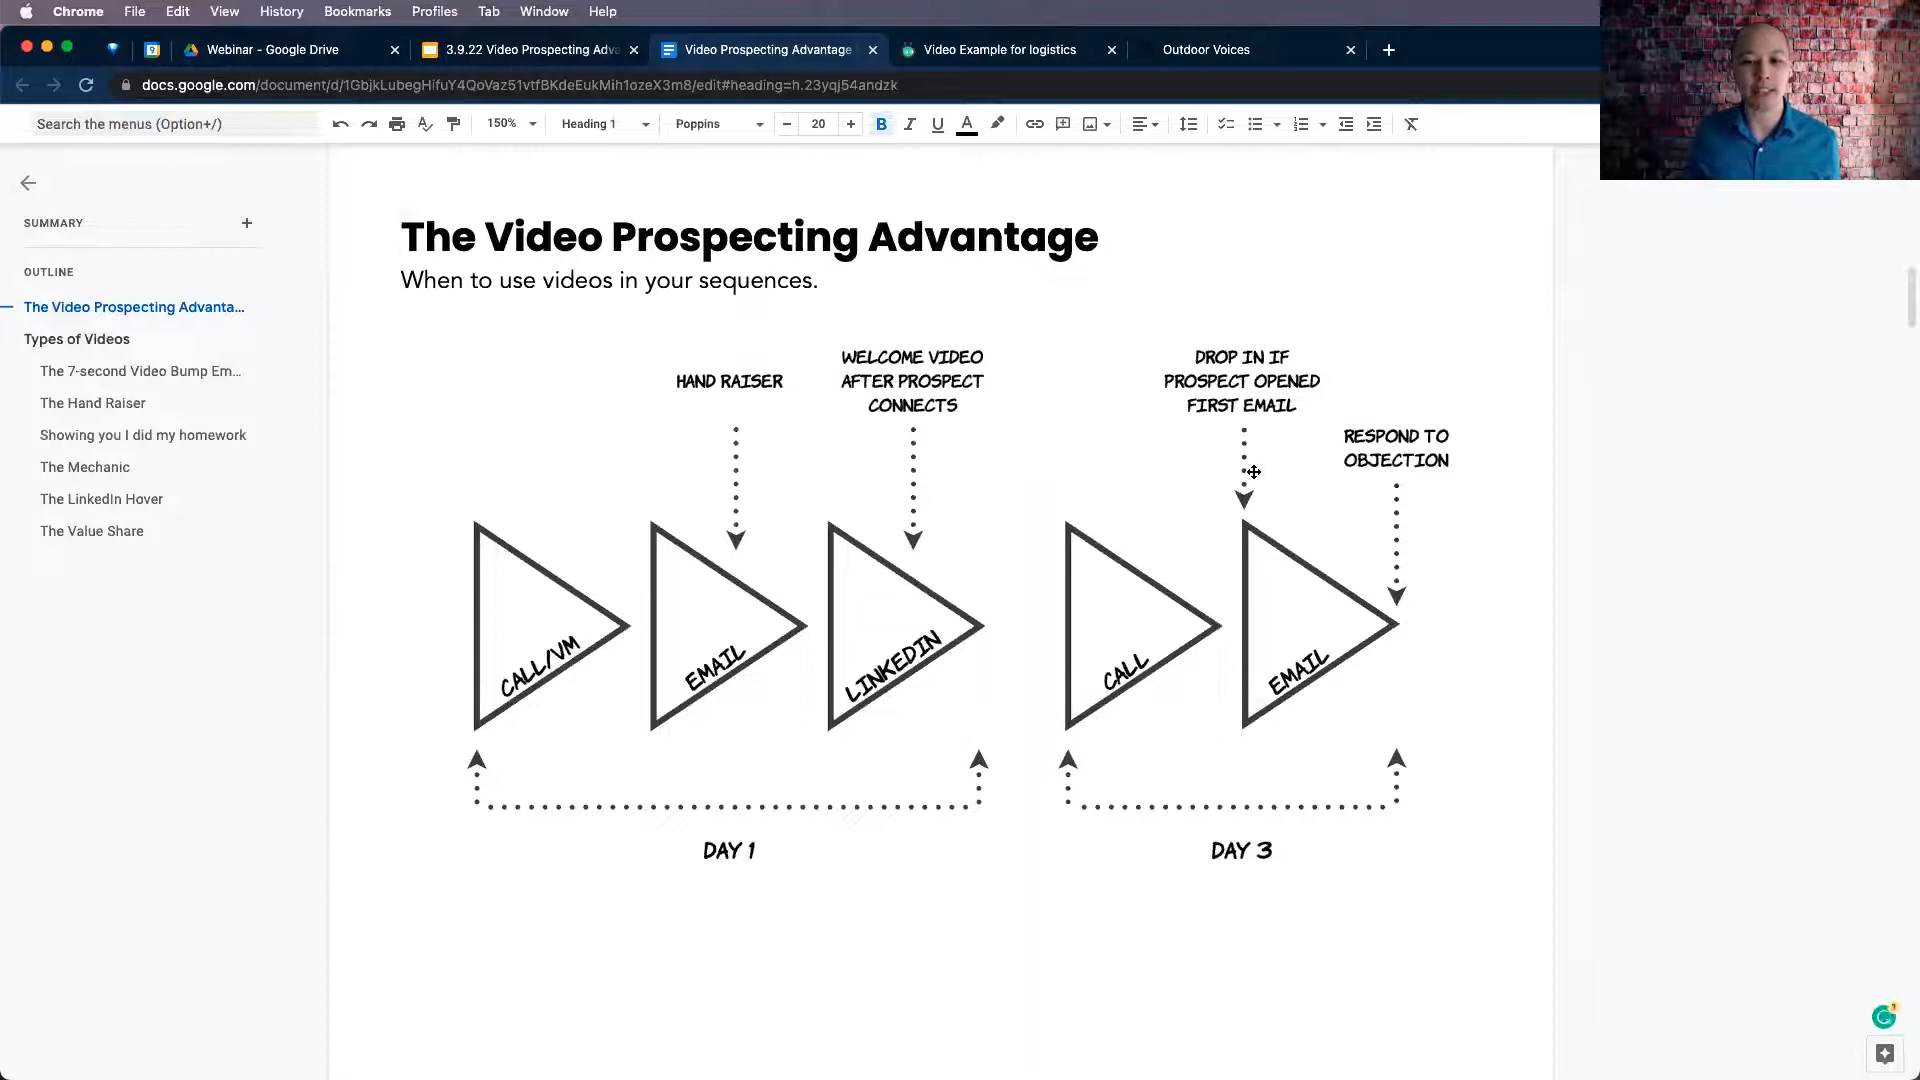 Chrome File Edit View History Bookmarks Profiles Tab Window Help
9 Webinar - Google Drive 3.9.22 Video Prospecting Adva Video Prospecting Advantage Video Example for logistics Outdoor Voices
docs.google.com/document/d/1GbjkLubegHifuY4QoVaz51vtfBKdeEukMih1ozeX3m8/edit#heading=h.23yqj54andzk
Search the menus (Option+/) 150% Heading 1 Poppins 20 B I U A
SUMMARY
OUTLINE
The Video Prospecting Advanta...
Types of Videos
The 7-second Video Bump Em...
The Hand Raiser
Showing you I did my homework
The Mechanic
The LinkedIn Hover
The Value Share
The Video Prospecting Advantage
When to use videos in your sequences.
HAND RAISER
WELCOME VIDEO
AFTER PROSPECT
CONNECTS
DROP IN IF
PROSPECT OPENED
FIRST EMAIL
RESPOND TO
OBJECTION
CALL/VM
EMAIL
LINKEDIN
CALL
EMAIL
DAY 1
DAY 3